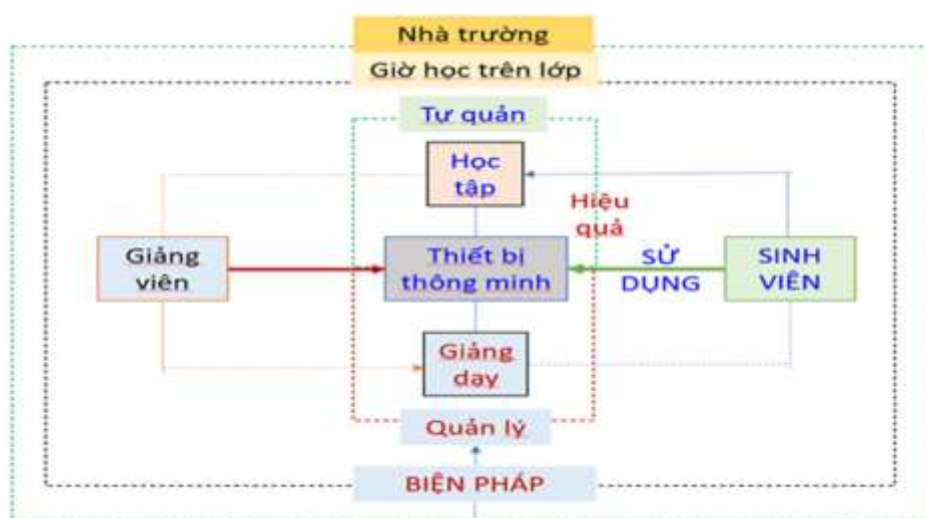 Nhà trường
Giờ học trên lớp
Tự quản
Học
tập
Hiệu
quả
Giảng
viên
Thiết bị
thông minh
SỬ
DỤNG
SINH
VIÊN
Giảng
dạy
Quản lý
BIỆN PHÁP